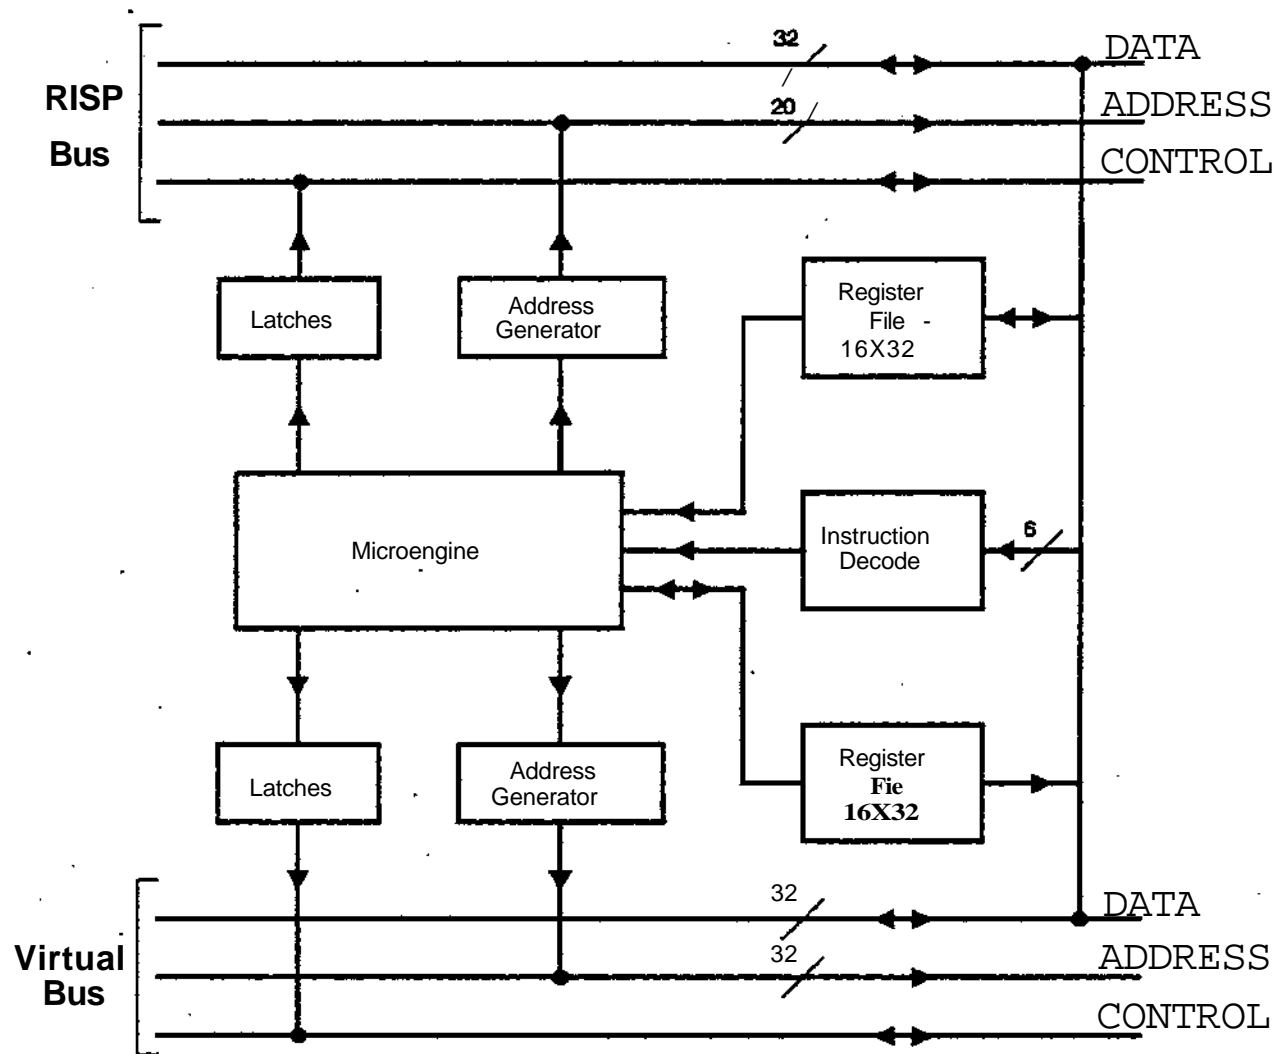 32
DATA
RISP
Bus
20
ADDRESS
CONTROL
Latches
Address
Generator
Register
File -
16X32
Microengine
Instruction
Decode
6
Latches
Address
Generator
Register
Fie
16X32
Virtual
Bus
32
DATA
32
ADDRESS
CONTROL